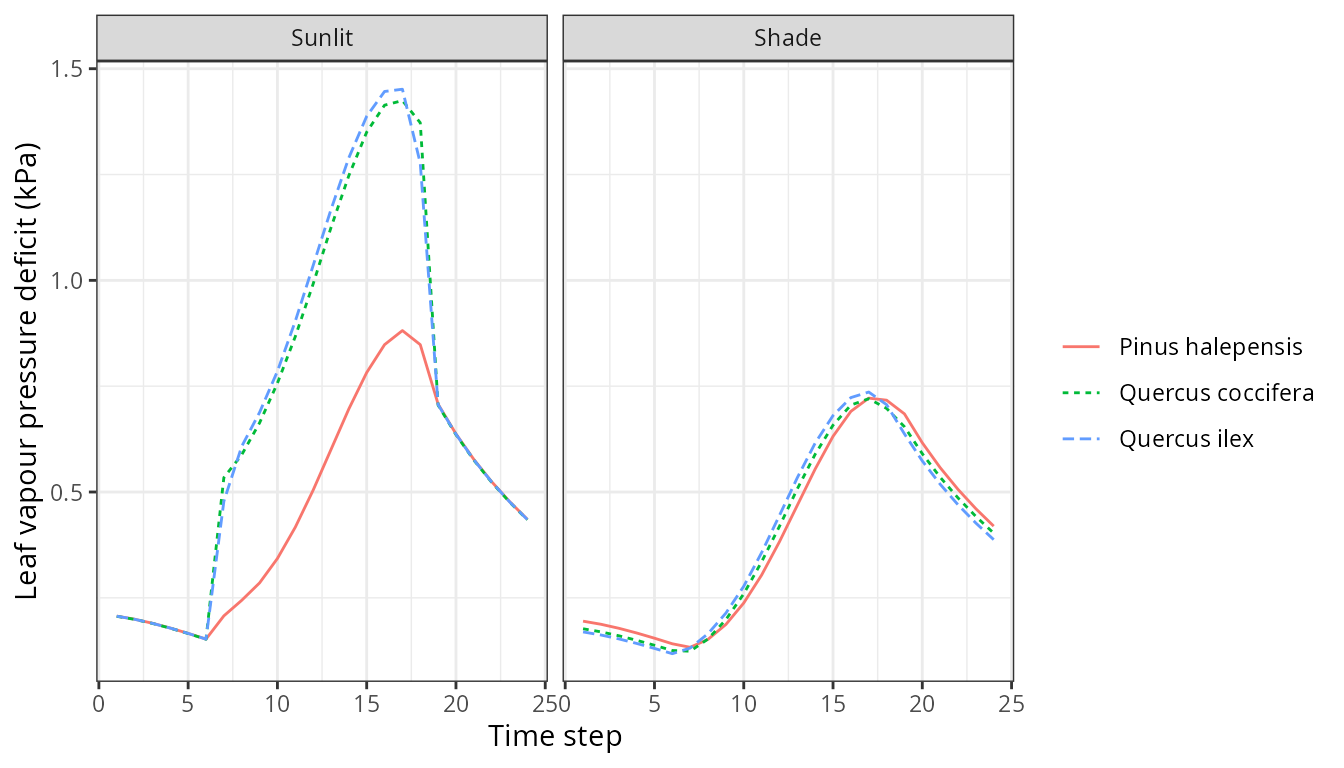 Sunlit
Shade
Leaf vapour pressure deficit (kPa)
1.5
1.0
0.5
0 5 10 15 20 25
0 5 10 15 20 25
Time step
Pinus halepensis
Quercus coccifera
Quercus ilex